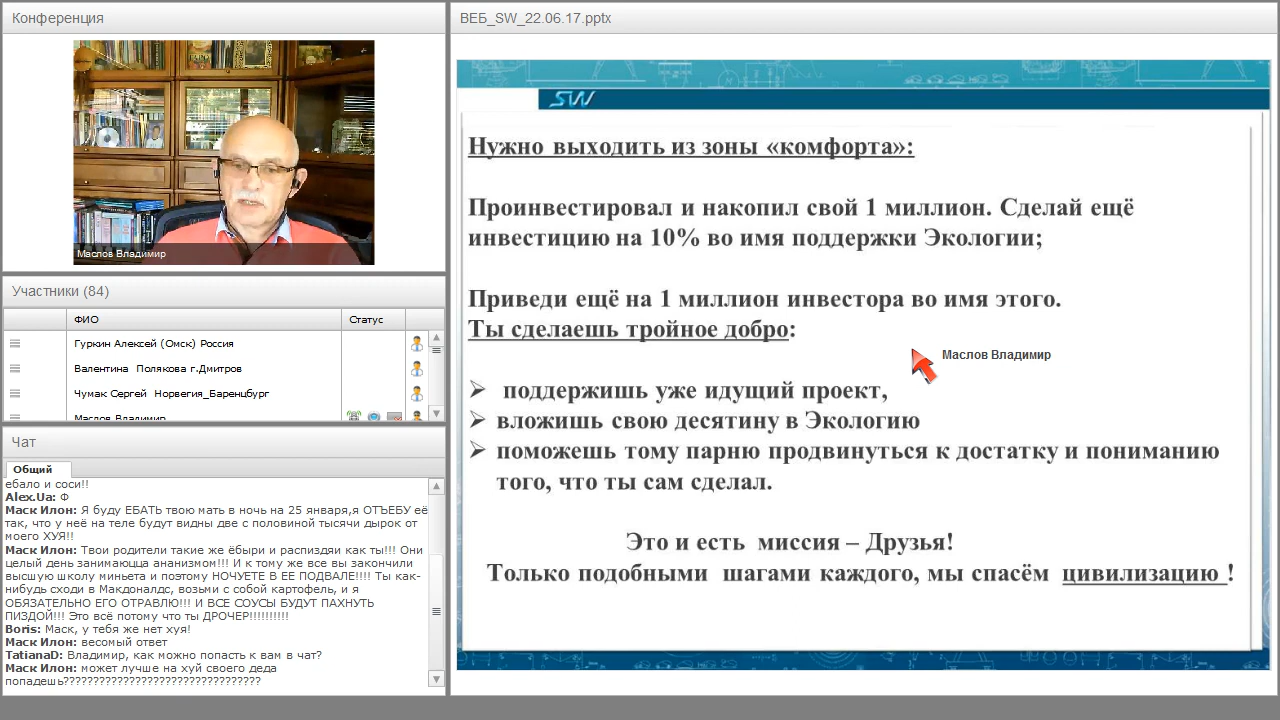 Конференция
Маслов Владимир
Участники (84)
ФИО
Статус
Гуркин Алексей (Омск) Россия
Валентина Полякова г.Дмитров
Чумак Сергей Норвегия_Баренцбург
Маслов Владимир
Чат
Общий
ебало и соси!!
Alex.Ua: Ф
Маск Илон: Я буду ЕБАТЬ твою мать в ночь на 25 января,я ОТЪЕБУ её
так, что у неё на теле будут видны две с половиной тысячи дырок от
моего ХУЯ!!
Маск Илон: Твои родители такие же ёбыри и распиздяи как ты!!! Они
целый день занимаюцца ананизмом!!! И к тому же все вы закончили
высшую школу миньета и поэтому НОЧУЕТЕ В ЕЕ ПОДВАЛЕ!!!! Ты как-
нибудь сходи в Макдоналдс, возьми с собой картофель, и я
ОБЯЗАТЕЛЬНО ЕГО ОТРАВЛЮ!!! И ВСЕ СОУСЫ БУДУТ ПАХНУТЬ
ПИЗДОЙ!!! Это всё потому что ты ДРОЧЕР!!!!!!!!!!
Boris: Маск, у тебя же нет хуя!
Маск Илон: весомый ответ
TatianaD: Владимир, как можно попасть к вам в чат?
Маск Илон: может лучше на хуй своего деда
попадешь????????????????????????????????
ВЕБ_SW_22.06.17.pptx
SW
Нужно выходить из зоны «комфорта»:
Проинвестировал и накопил свой 1 миллион. Сделай ещё
инвестицию на 10% во имя поддержки Экологии;
Приведи ещё на 1 миллион инвестора во имя этого.
Ты сделаешь тройное добро:
Маслов Владимир
поддержишь уже идущий проект,
вложишь свою десятину в Экологию
поможешь тому парню продвинуться к достатку и пониманию
того, что ты сам сделал.
Это и есть миссия – Друзья!
Только подобными шагами каждого, мы спасём цивилизацию !